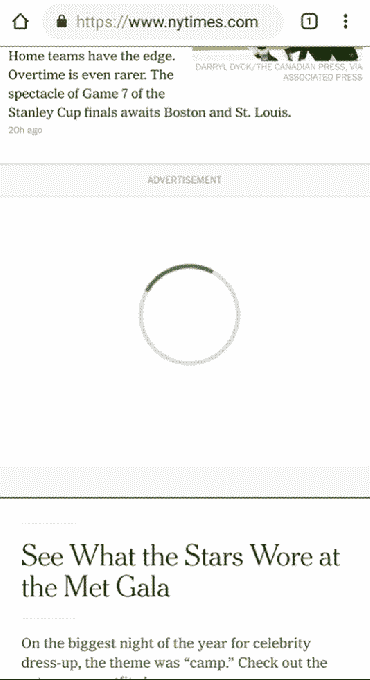 https://www.nytimes.com
1
Home teams have the edge.
Overtime is even rarer. The
spectacle of Game 7 of the
Stanley Cup finals awaits Boston and St. Louis.
20h ago
DARRYL DYCK/THE CANADIAN PRESS, VIA
ASSOCIATED PRESS
ADVERTISEMENT
See What the Stars Wore at
the Met Gala
On the biggest night of the year for celebrity
dress-up, the theme was “camp.” Check out the